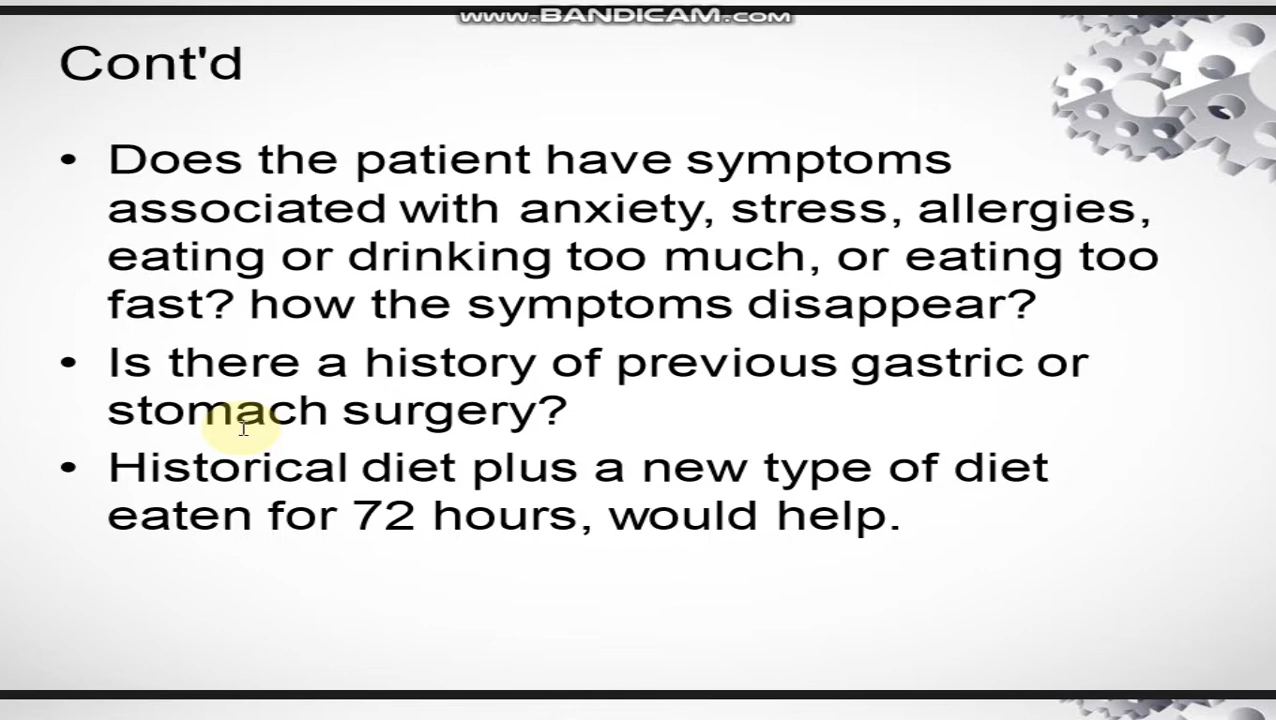 www.BANDICAM.com
Cont'd
• Does the patient have symptoms
associated with anxiety, stress, allergies,
eating or drinking too much, or eating too
fast? how the symptoms disappear?
• Is there a history of previous gastric or
stomach surgery?
• Historical diet plus a new type of diet
eaten for 72 hours, would help.